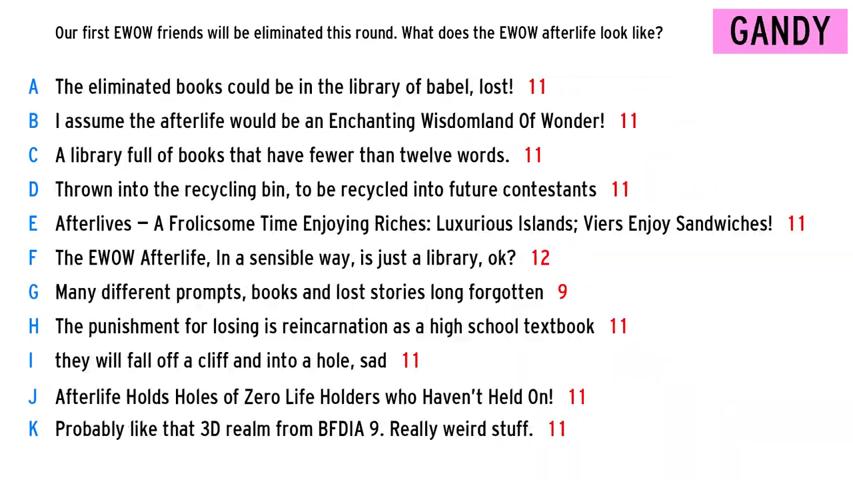 Our first EWOW friends will be eliminated this round. What does the EWOW afterlife look like?
GANDY
A The eliminated books could be in the library of babel, lost! 11
B I assume the afterlife would be an Enchanting Wisdomland Of Wonder! 11
C A library full of books that have fewer than twelve words. 11
D Thrown into the recycling bin, to be recycled into future contestants 11
E Afterlives – A Frolicsome Time Enjoying Riches: Luxurious Islands; Viers Enjoy Sandwiches! 11
F The EWOW Afterlife, In a sensible way, is just a library, ok? 12
G Many different prompts, books and lost stories long forgotten 9
H The punishment for losing is reincarnation as a high school textbook 11
I they will fall off a cliff and into a hole, sad 11
J Afterlife Holds Holes of Zero Life Holders who Haven't Held On! 11
K Probably like that 3D realm from BFDIA 9. Really weird stuff. 11